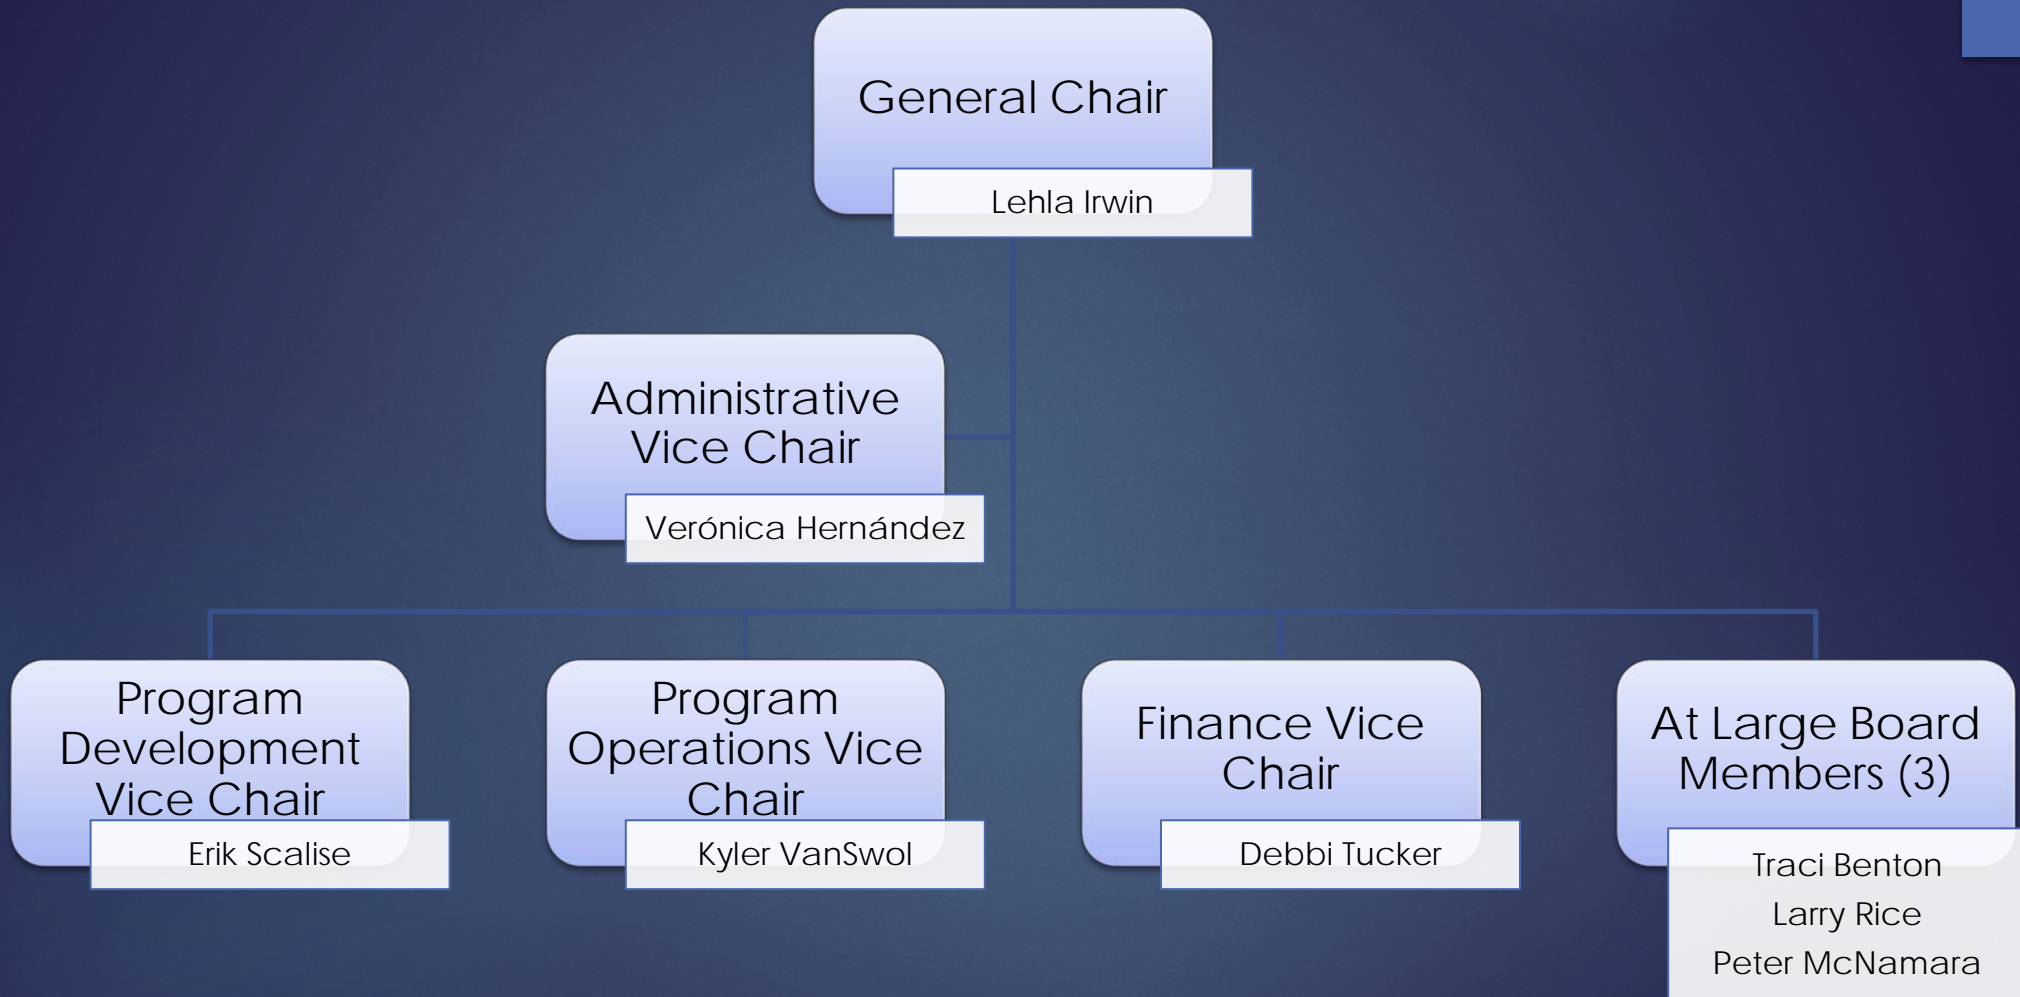 General Chair
Lehla Irwin
Administrative
Vice Chair
Verónica Hernández
Program
Development
Vice Chair
Erik Scalise
Program
Operations Vice
Chair
Kyler VanSwol
Finance Vice
Chair
Debbi Tucker
At Large Board
Members (3)
Traci Benton
Larry Rice
Peter McNamara